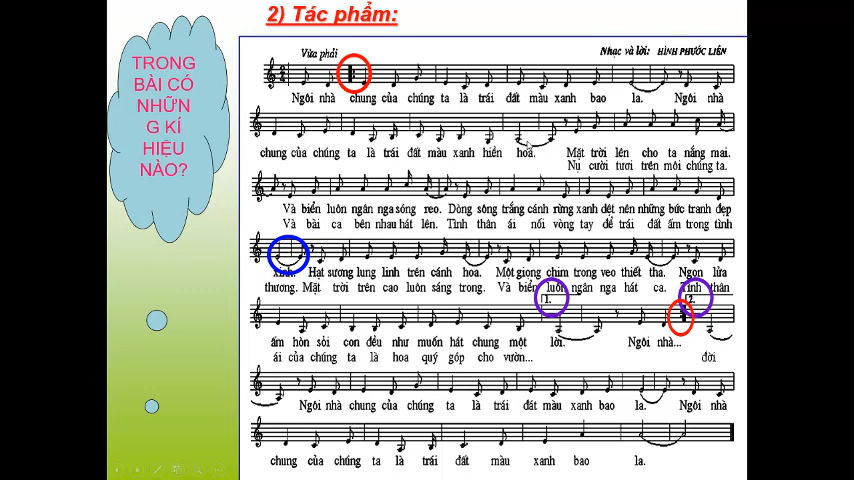 2) Tác phẩm:
TRONG
BÀI CÓ
NHỮN
G KÍ
HIỆU
NÀO?
Vừa phải
Nhạc và lời: HÌNH PHƯỚC LIÊN
Ngôi nhà chung của chúng ta là trái đất màu xanh bao la. Ngôi nhà
chung của chúng ta là trái đất màu xanh hiền hoà. Mặt trời lên cho ta nắng mai.
Nụ cười tươi trên môi chúng ta.
Và biển luôn ngân nga sóng reo. Dòng sông trắng cánh rừng xanh dệt nên những bức tranh đẹp
Và bài ca bên nhau hát lên. Tình thân ái nối vòng tay để trái đất ấm trong tình
xinh. Hạt sương lung linh trên cánh hoa. Một giọng chim trong veo thiết tha. Ngọn lửa
thương. Mặt trời trên cao luôn sáng trong. Và biển luôn ngân nga hát ca. Tình thân
1.
2.
ấm hòn sỏi con đều như muốn hát chung một lời. Ngôi nhà...
ái của chúng ta là hoa quý góp cho vườn... đời
Ngôi nhà chung của chúng ta là trái đất màu xanh bao la. Ngôi nhà
chung của chúng ta là trái đất màu xanh bao la.